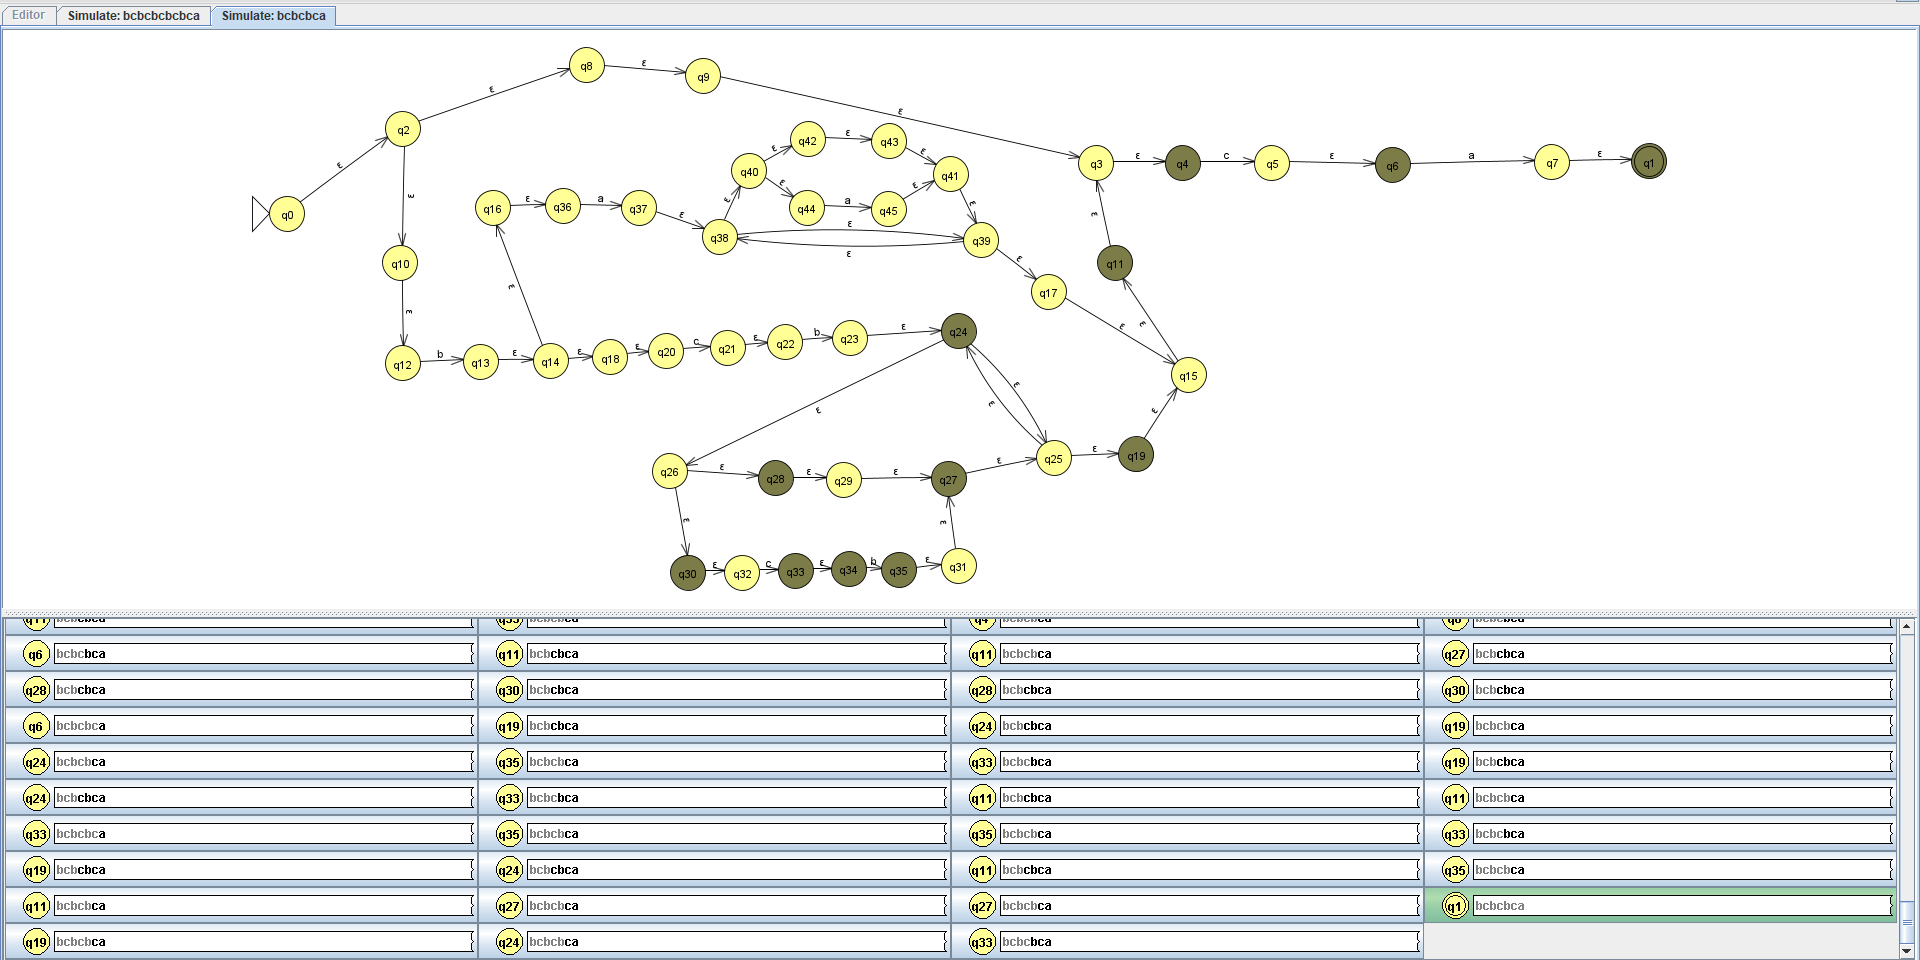 Editor Simulate: bcbcbcbcbca Simulate: bcbcbca
q8 ε q9
ε ε
q2
q42 ε q43
ε ε ε
q40 q41 q3 ε q4 c q5 ε q6 a q7 ε q1
ε ε
q16 ε q36 a q37 q44 a q45
q0 ε ε ε ε
q38 ε q39
ε ε
q10 ε q11
q17
ε ε ε ε
q12 b q13 ε q14 ε q18 ε q20 c q21 ε q22 b q23 ε q24
q15
ε ε ε ε
q26 ε q28 ε q29 ε q27 ε q25 ε q19
ε ε
q30 ε q32 c q33 ε q34 b q35 ε q31
q6 bcbcbca q11 bcbcbca q11 bcbcbca q27 bcbcbca
q28 bcbcbca q30 bcbcbca q28 bcbcbca q30 bcbcbca
q6 bcbcbca q19 bcbcbca q24 bcbcbca q19 bcbcbca
q24 bcbcbca q35 bcbcbca q33 bcbcbca q19 bcbcbca
q24 bcbcbca q33 bcbcbca q11 bcbcbca q11 bcbcbca
q33 bcbcbca q35 bcbcbca q35 bcbcbca q33 bcbcbca
q19 bcbcbca q24 bcbcbca q11 bcbcbca q35 bcbcbca
q11 bcbcbca q27 bcbcbca q27 bcbcbca q1 bcbcbca
q19 bcbcbca q24 bcbcbca q33 bcbcbca